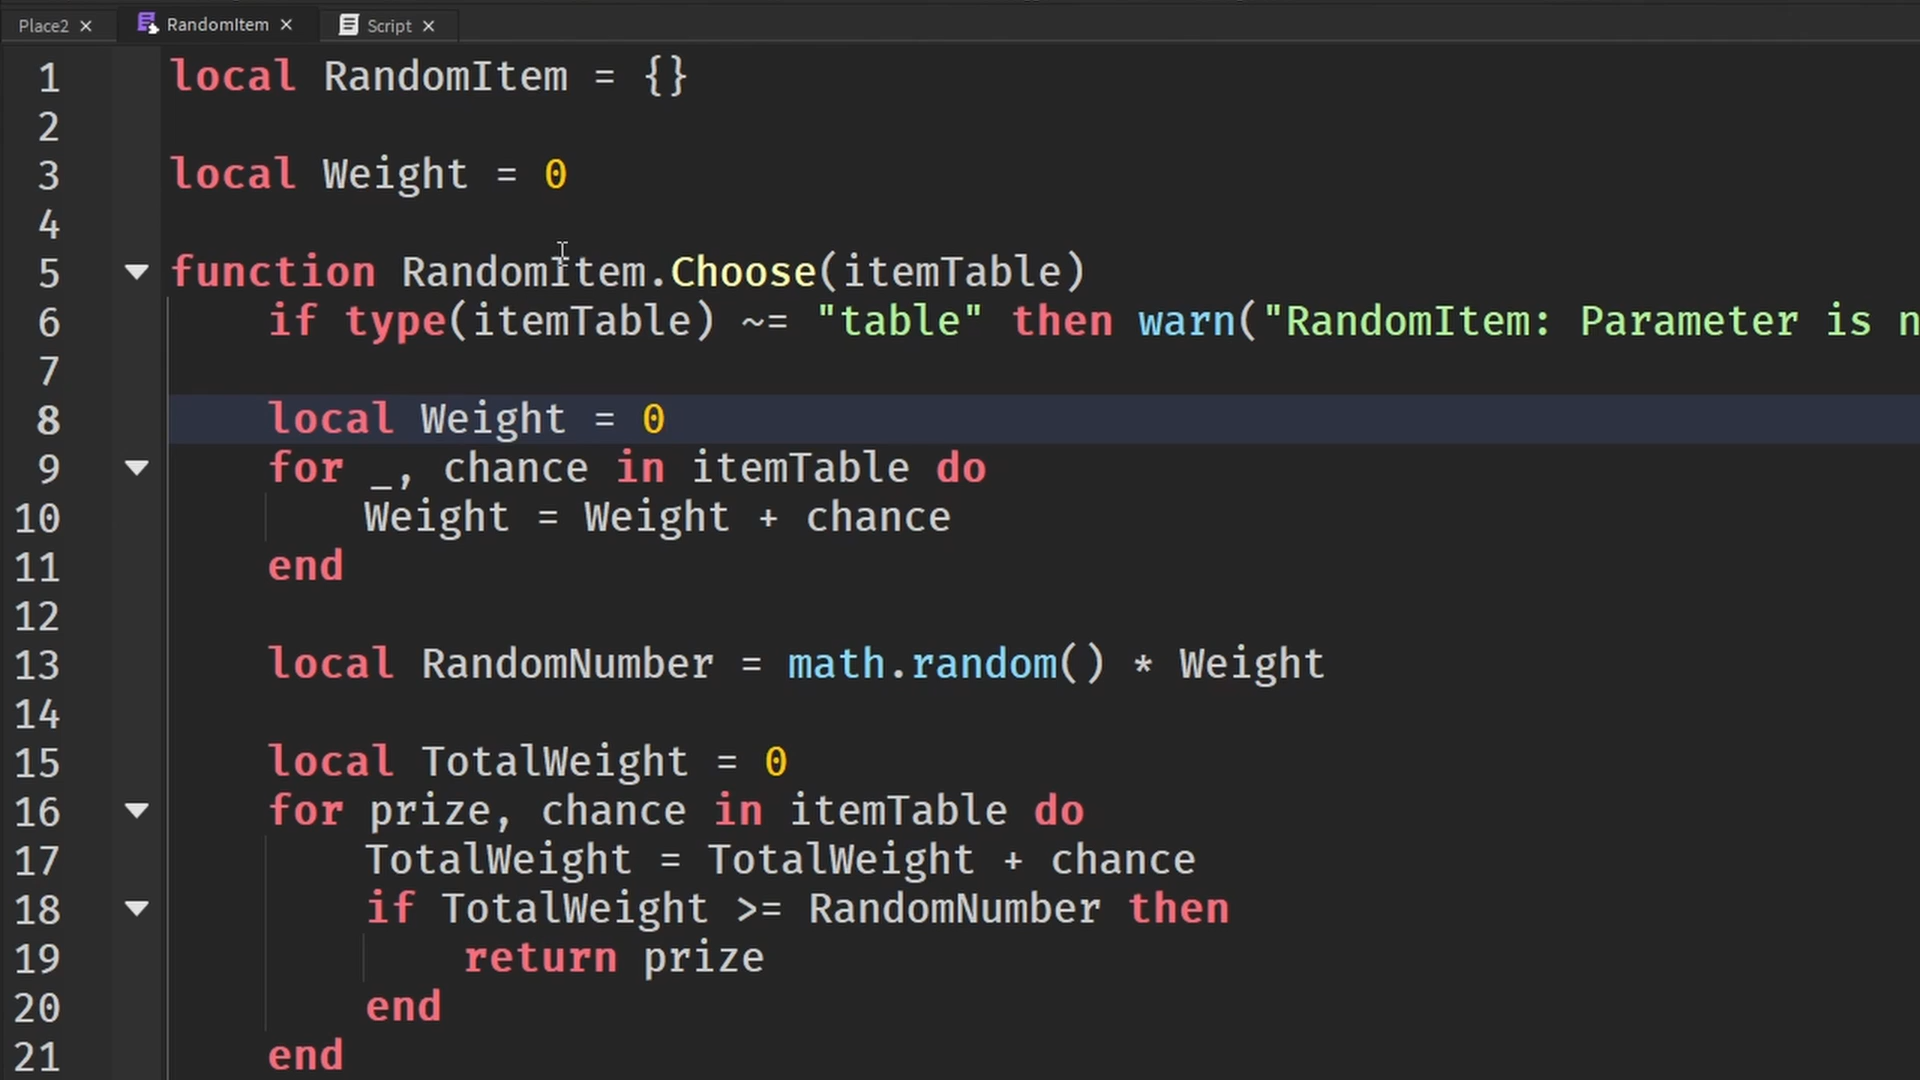 Place2 × RandomItem × Script ×
1 local RandomItem = {}
2
3 local Weight = 0
4
5 function RandomItem.Choose(itemTable)
6 if type(itemTable) ~= "table" then warn("RandomItem: Parameter is n
7
8 local Weight = 0
9 for _, chance in itemTable do
10 Weight = Weight + chance
11 end
12
13 local RandomNumber = math.random() * Weight
14
15 local TotalWeight = 0
16 for prize, chance in itemTable do
17 TotalWeight = TotalWeight + chance
18 if TotalWeight >= RandomNumber then
19 return prize
20 end
21 end